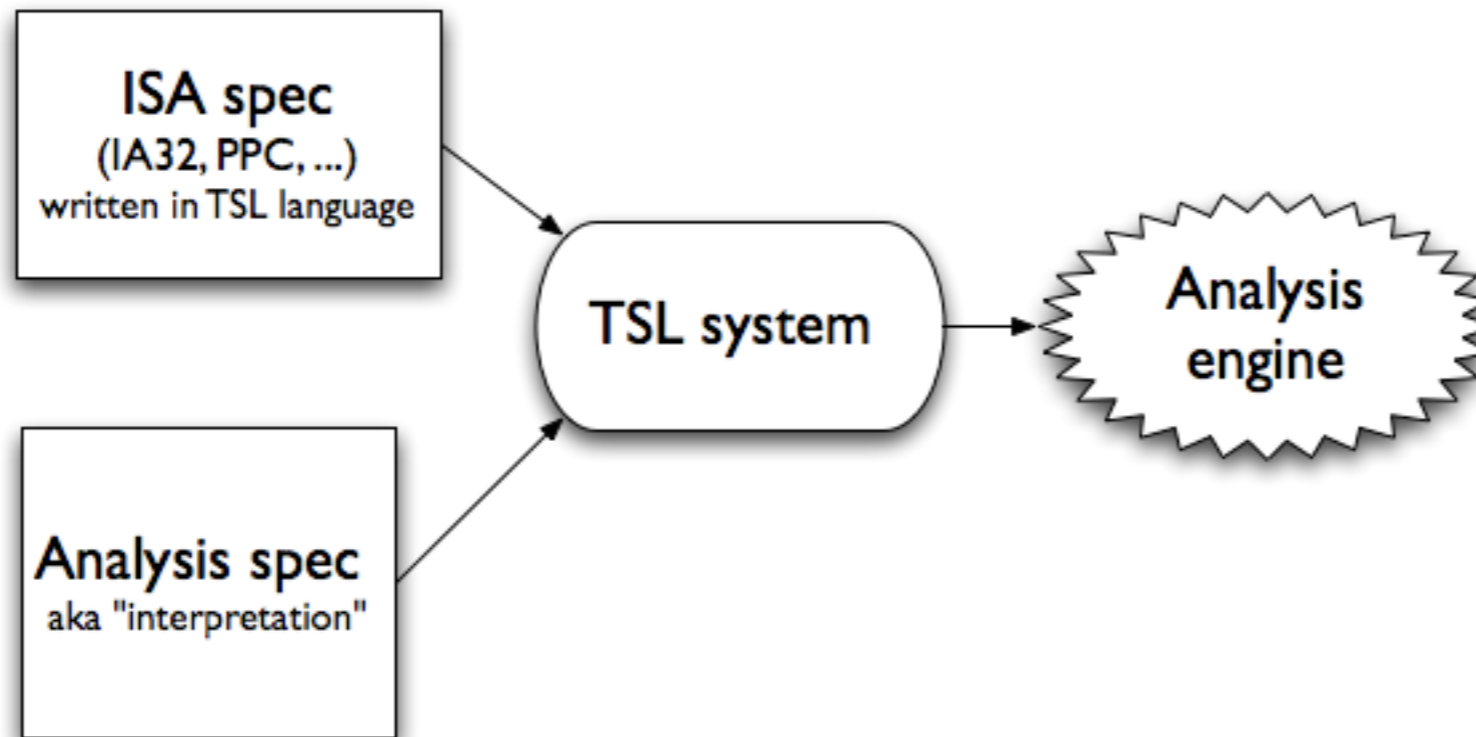 ISA spec
(IA32, PPC, ...)
written in TSL language
TSL system
Analysis
engine
Analysis spec
aka "interpretation"